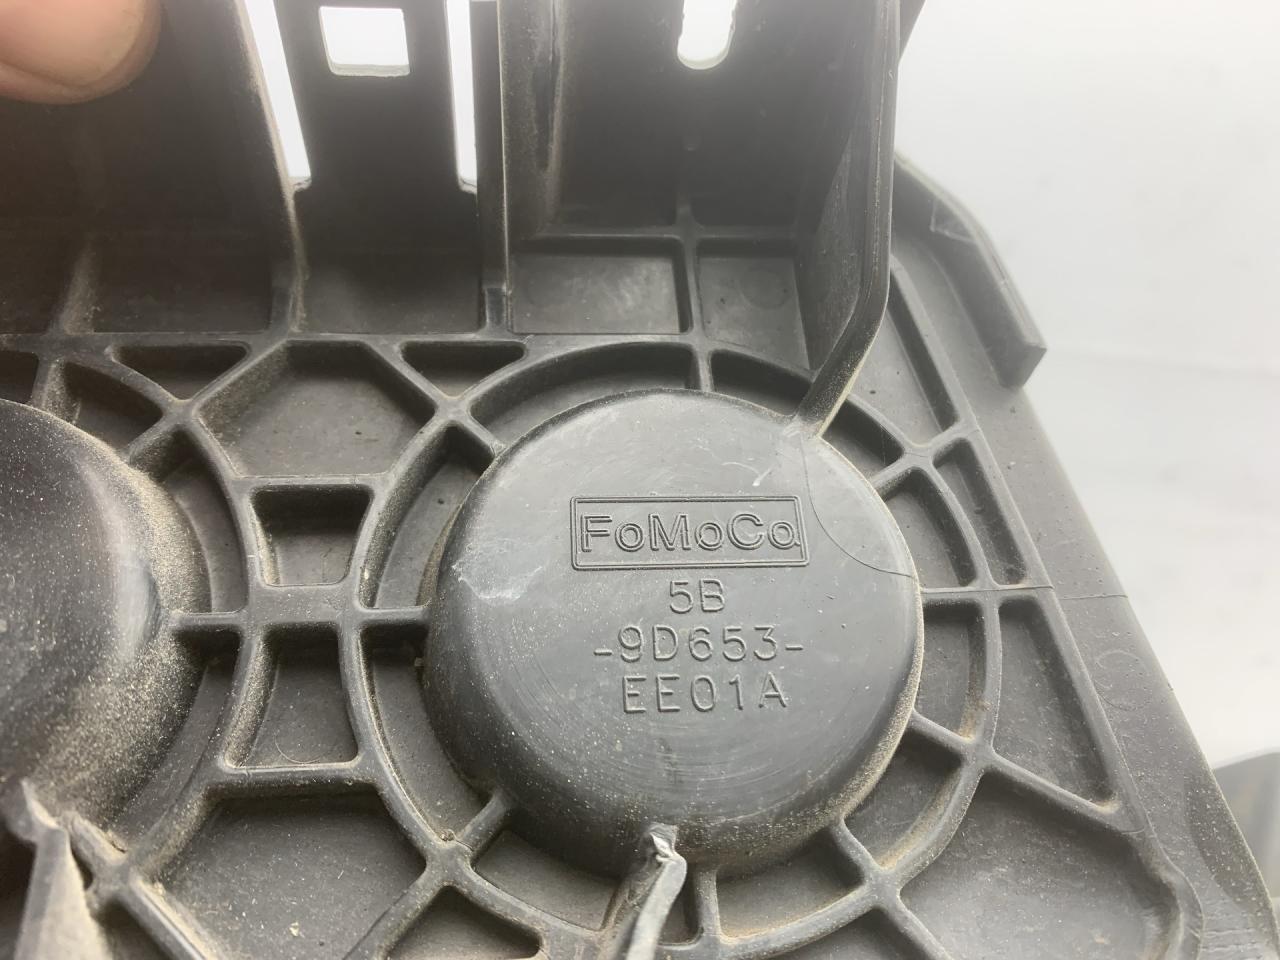 FoMoCo
5B
-9D653-
EE01A